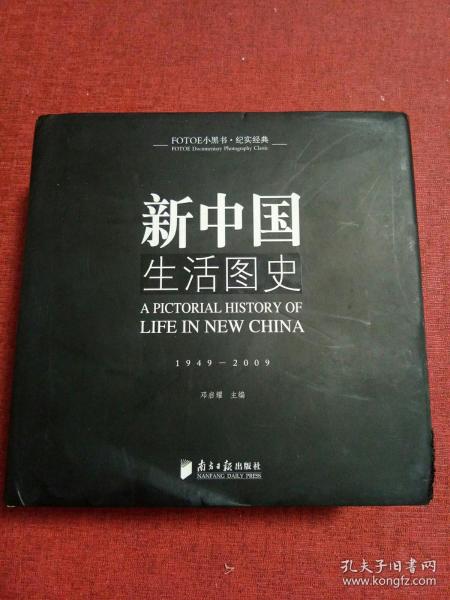 FOTOE小黑书·纪实经典
FOTOE Documentary Photography Classic
新中国
生活图史
A PICTORIAL HISTORY OF
LIFE IN NEW CHINA
1949－2009
邓启耀 主编
南方日报出版社
NANFANG DAILY PRESS
孔夫子旧书网
www.kongfz.com